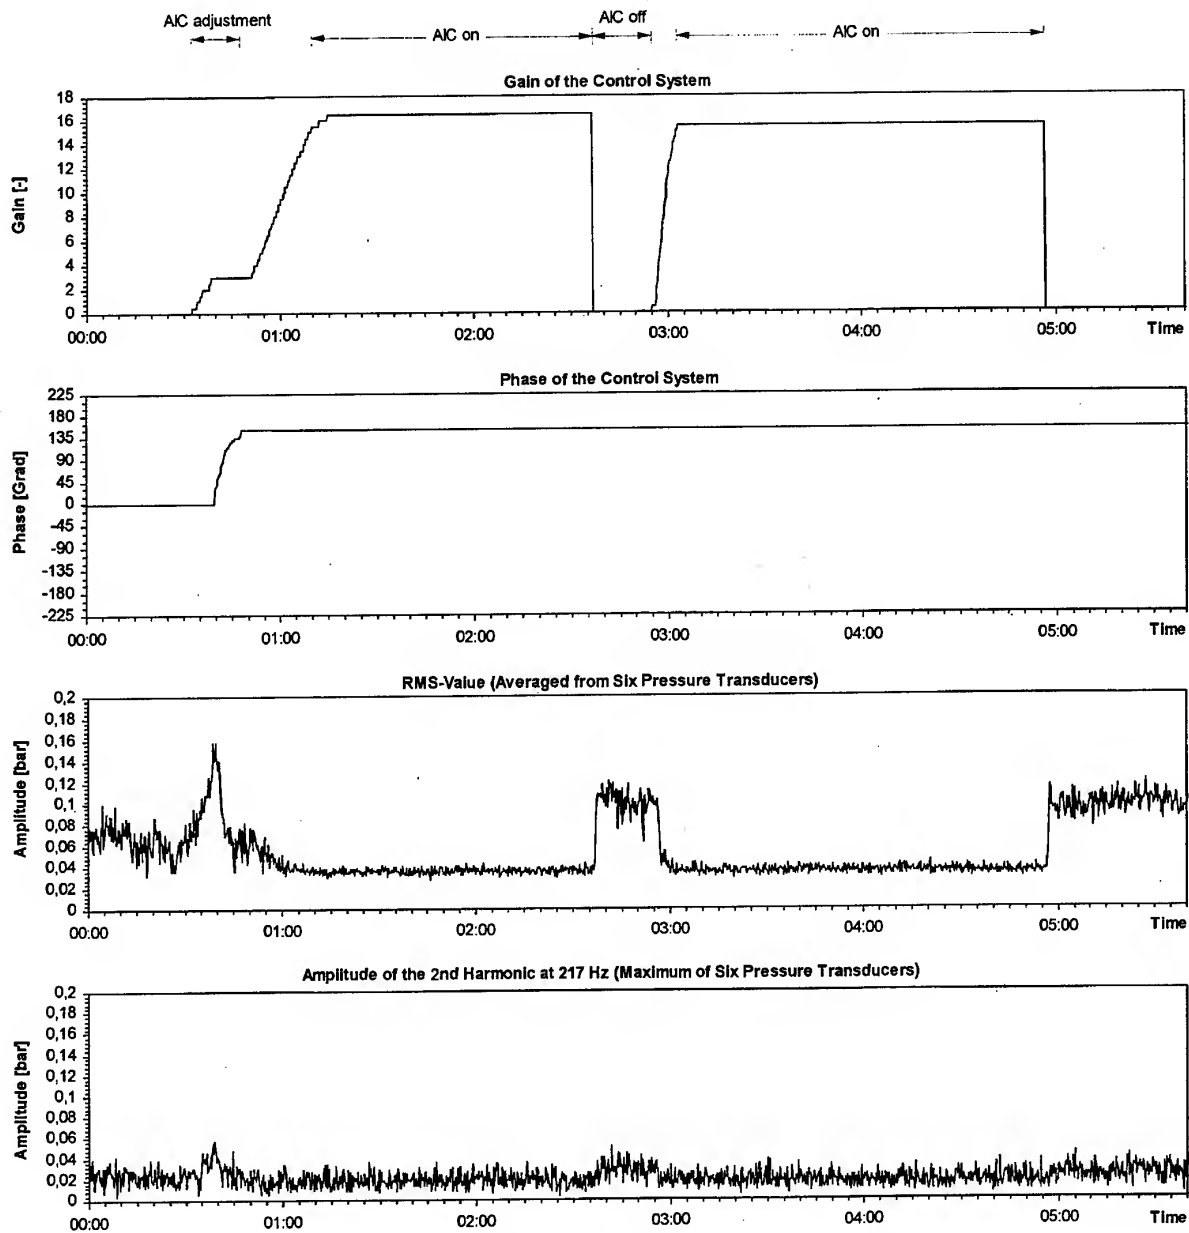 AIC adjustment
AIC on
AIC off
AIC on
Gain of the Control System
Gain [-]
18
16
14
12
10
8
6
4
2
0
00:00 01:00 02:00 03:00 04:00 05:00 Time
Phase of the Control System
Phase [Grad]
225
180
135
90
45
0
-45
-90
-135
-180
-225
00:00 01:00 02:00 03:00 04:00 05:00 Time
RMS-Value (Averaged from Six Pressure Transducers)
Amplitude [bar]
0,2
0,18
0,16
0,14
0,12
0,1
0,08
0,06
0,04
0,02
0
00:00 01:00 02:00 03:00 04:00 05:00 Time
Amplitude of the 2nd Harmonic at 217 Hz (Maximum of Six Pressure Transducers)
Amplitude [bar]
0,2
0,18
0,16
0,14
0,12
0,1
0,08
0,06
0,04
0,02
0
00:00 01:00 02:00 03:00 04:00 05:00 Time